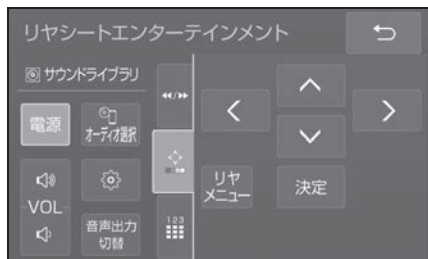 リヤシートエンターテインメント
サウンドライブラリ
電源
オーディオ選択
VOL
音声出力
切替
123
リヤ
メニュー
決定